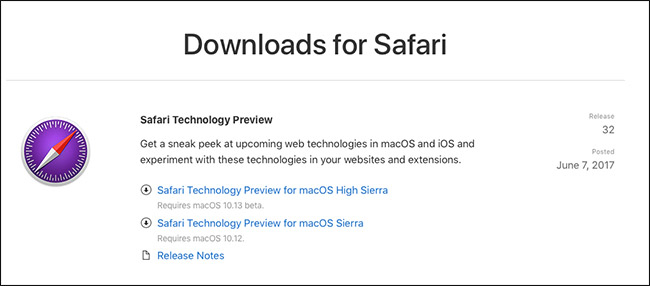 Downloads for Safari
Safari Technology Preview
Release
32
Get a sneak peek at upcoming web technologies in macOS and iOS and
experiment with these technologies in your websites and extensions.
Posted
June 7, 2017
Safari Technology Preview for macOS High Sierra
Requires macOS 10.13 beta.
Safari Technology Preview for macOS Sierra
Requires macOS 10.12.
Release Notes